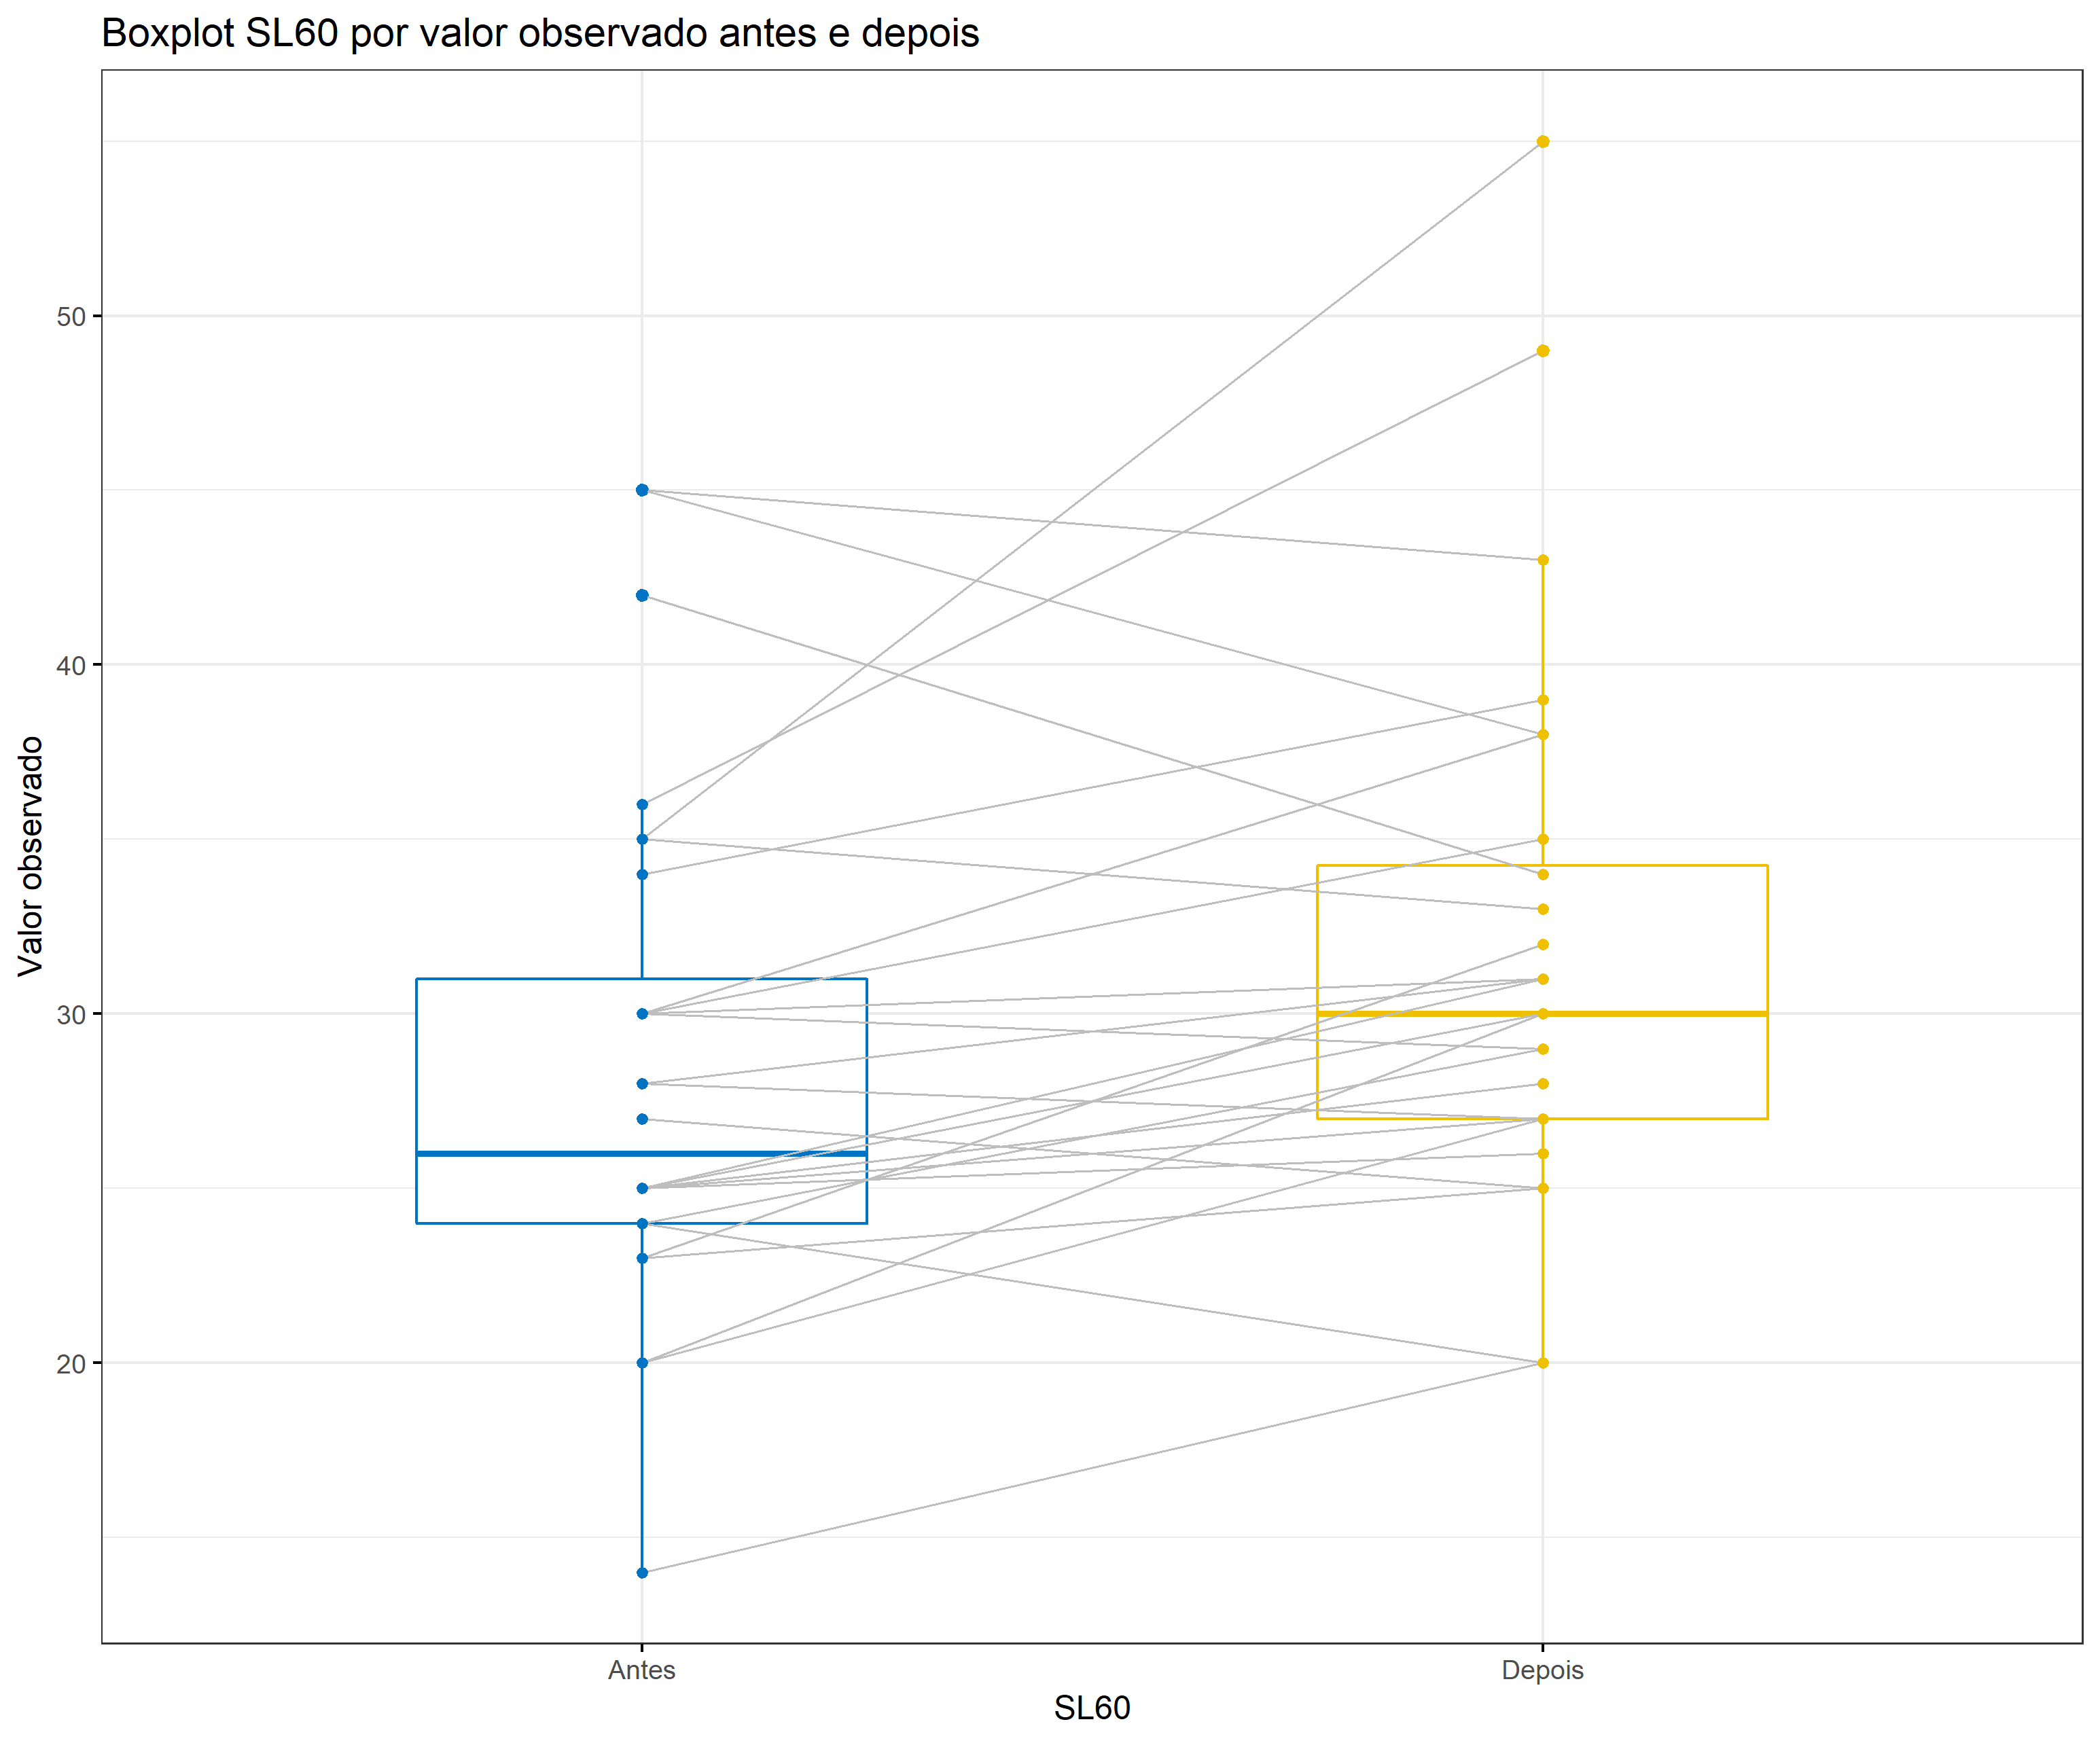 Boxplot SL60 por valor observado antes e depois
Valor observado
50
40
30
20
Antes
Depois
SL60